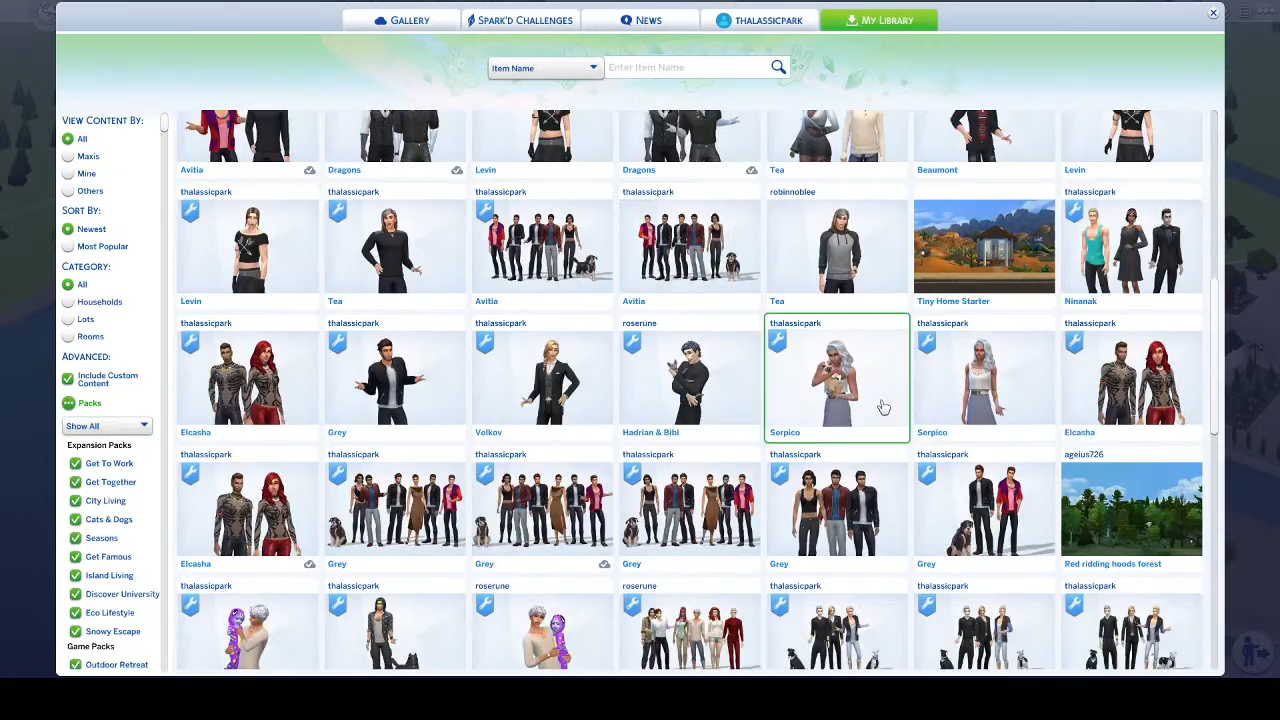 GALLERY
SPARK'D CHALLENGES
NEWS
THALASSICPARK
MY LIBRARY
Item Name
Enter Item Name
VIEW CONTENT BY:
All
Maxis
Mine
Others
SORT BY:
Newest
Most Popular
CATEGORY:
All
Households
Lots
Rooms
ADVANCED:
Include Custom
Content
Packs
Show All
Expansion Packs
Get To Work
Get Together
City Living
Cats & Dogs
Seasons
Get Famous
Island Living
Discover University
Eco Lifestyle
Snowy Escape
Game Packs
Outdoor Retreat
Avitia
Dragons
Levin
Dragons
Tea
Beaumont
Levin
thalassicpark
thalassicpark
thalassicpark
thalassicpark
robinnoblee
thalassicpark
Levin
Tea
Avitia
Avitia
Tea
Tiny Home Starter
Ninanak
thalassicpark
thalassicpark
thalassicpark
roserune
thalassicpark
thalassicpark
thalassicpark
Elcasha
Grey
Volkov
Hadrian & Bibi
Serpico
Serpico
Elcasha
thalassicpark
thalassicpark
thalassicpark
thalassicpark
thalassicpark
thalassicpark
ageius726
Elcasha
Grey
Grey
Grey
Grey
Grey
Red ridding hoods forest
thalassicpark
thalassicpark
roserune
roserune
thalassicpark
thalassicpark
thalassicpark